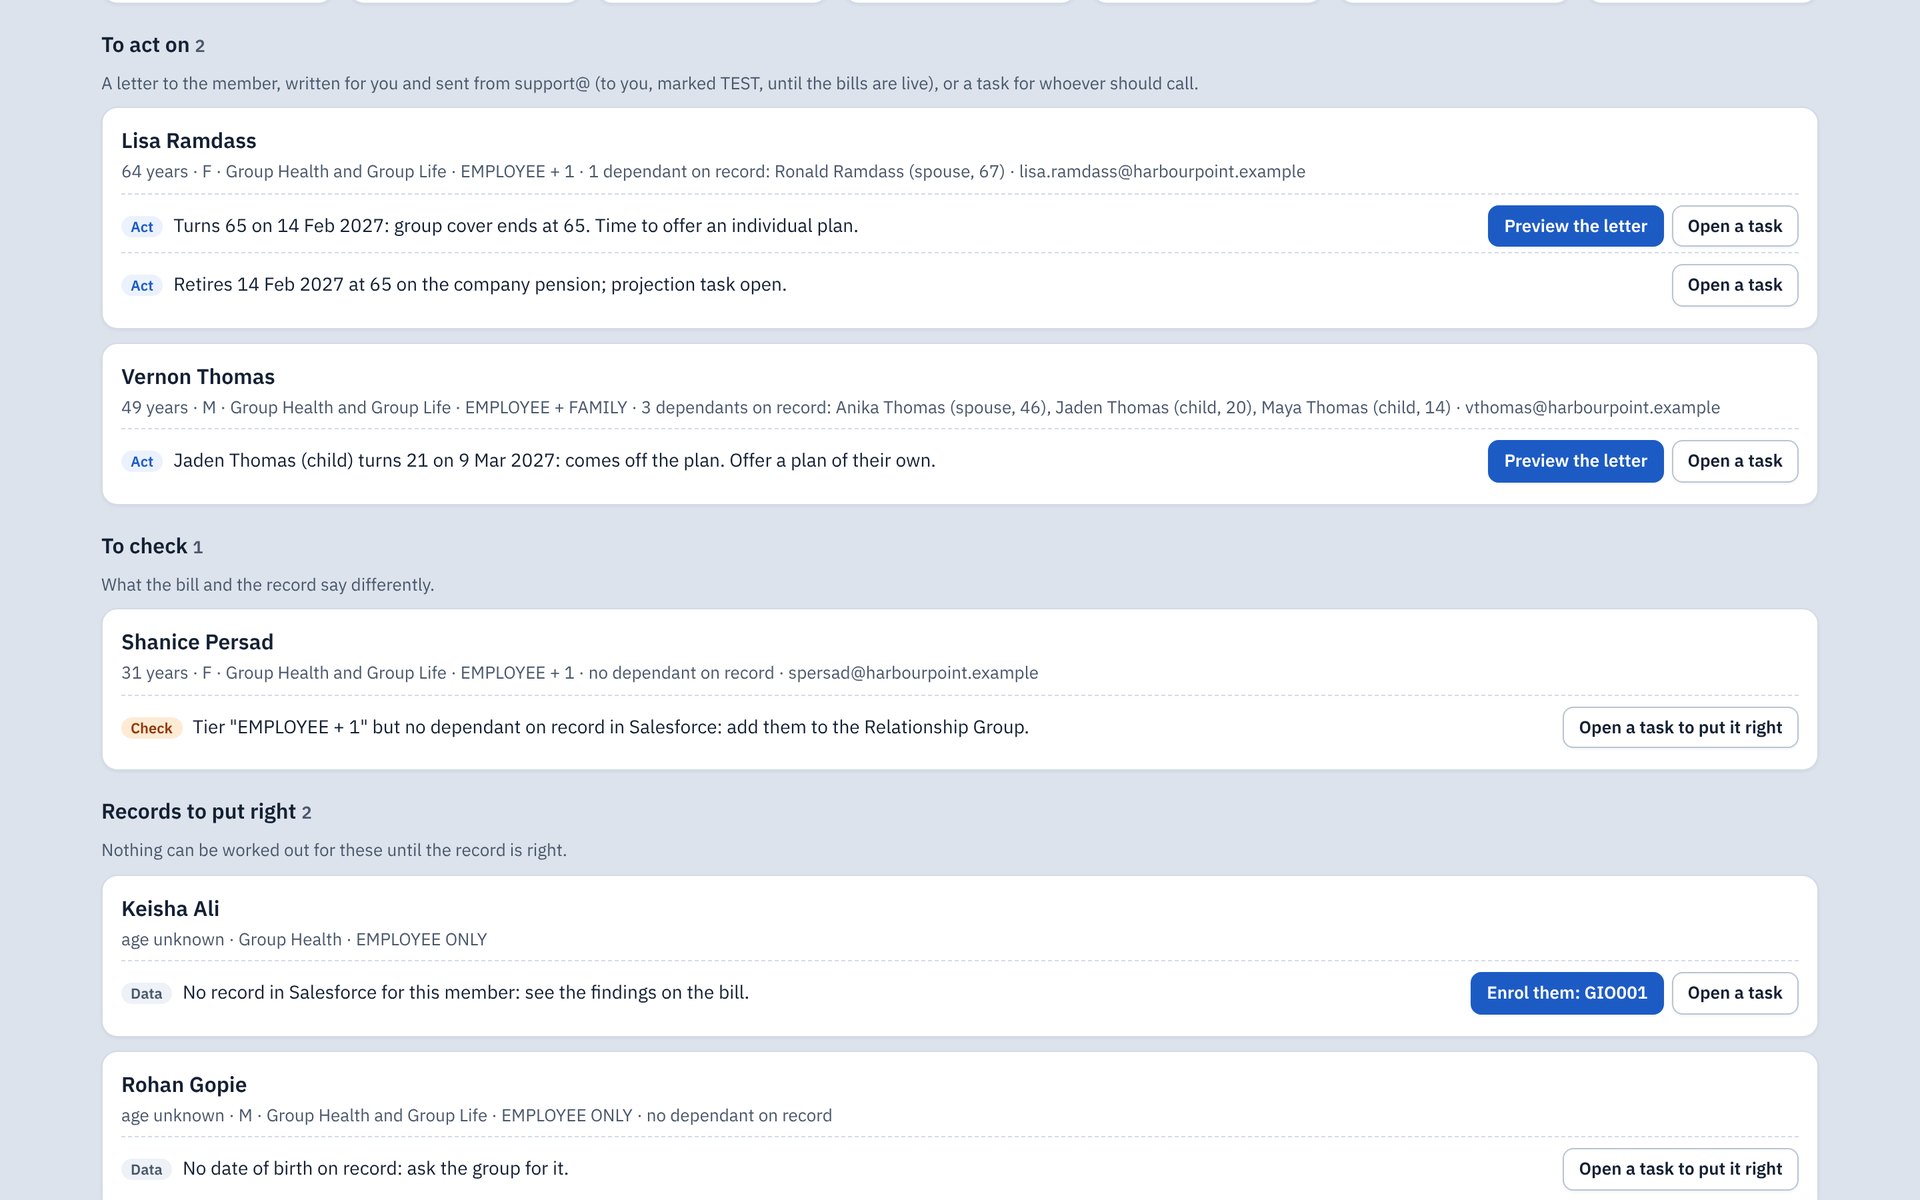 To act on 2
A letter to the member, written for you and sent from support@ (to you, marked TEST, until the bills are live), or a task for whoever should call.
Lisa Ramdass
64 years · F · Group Health and Group Life · EMPLOYEE + 1 · 1 dependant on record: Ronald Ramdass (spouse, 67) · lisa.ramdass@harbourpoint.example
Act Turns 65 on 14 Feb 2027: group cover ends at 65. Time to offer an individual plan. Preview the letter Open a task
Act Retires 14 Feb 2027 at 65 on the company pension; projection task open. Open a task
Vernon Thomas
49 years · M · Group Health and Group Life · EMPLOYEE + FAMILY · 3 dependants on record: Anika Thomas (spouse, 46), Jaden Thomas (child, 20), Maya Thomas (child, 14) · vthomas@harbourpoint.example
Act Jaden Thomas (child) turns 21 on 9 Mar 2027: comes off the plan. Offer a plan of their own. Preview the letter Open a task
To check 1
What the bill and the record say differently.
Shanice Persad
31 years · F · Group Health and Group Life · EMPLOYEE + 1 · no dependant on record · spersad@harbourpoint.example
Check Tier "EMPLOYEE + 1" but no dependant on record in Salesforce: add them to the Relationship Group. Open a task to put it right
Records to put right 2
Nothing can be worked out for these until the record is right.
Keisha Ali
age unknown · Group Health · EMPLOYEE ONLY
Data No record in Salesforce for this member: see the findings on the bill. Enrol them: GIO001 Open a task
Rohan Gopie
age unknown · M · Group Health and Group Life · EMPLOYEE ONLY · no dependant on record
Data No date of birth on record: ask the group for it. Open a task to put it right